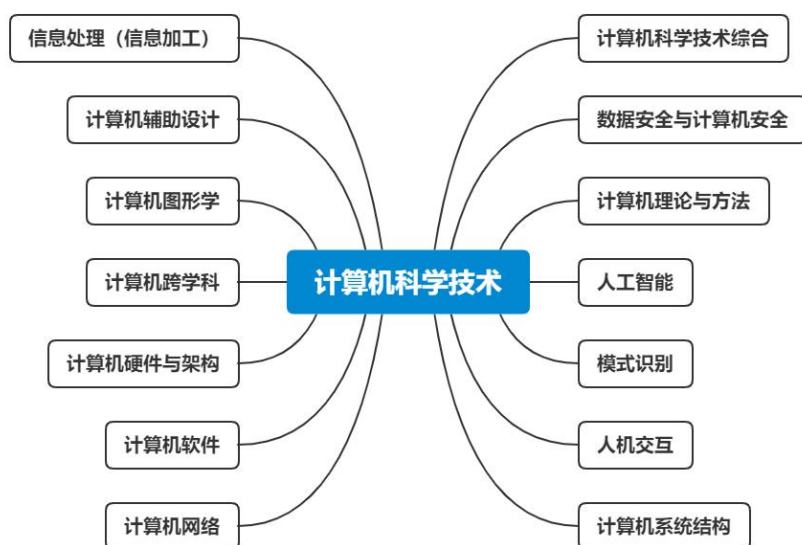 信息处理（信息加工）
计算机辅助设计
计算机图形学
计算机跨学科
计算机硬件与架构
计算机软件
计算机网络
计算机科学技术
计算机科学技术综合
数据安全与计算机安全
计算机理论与方法
人工智能
模式识别
人机交互
计算机系统结构